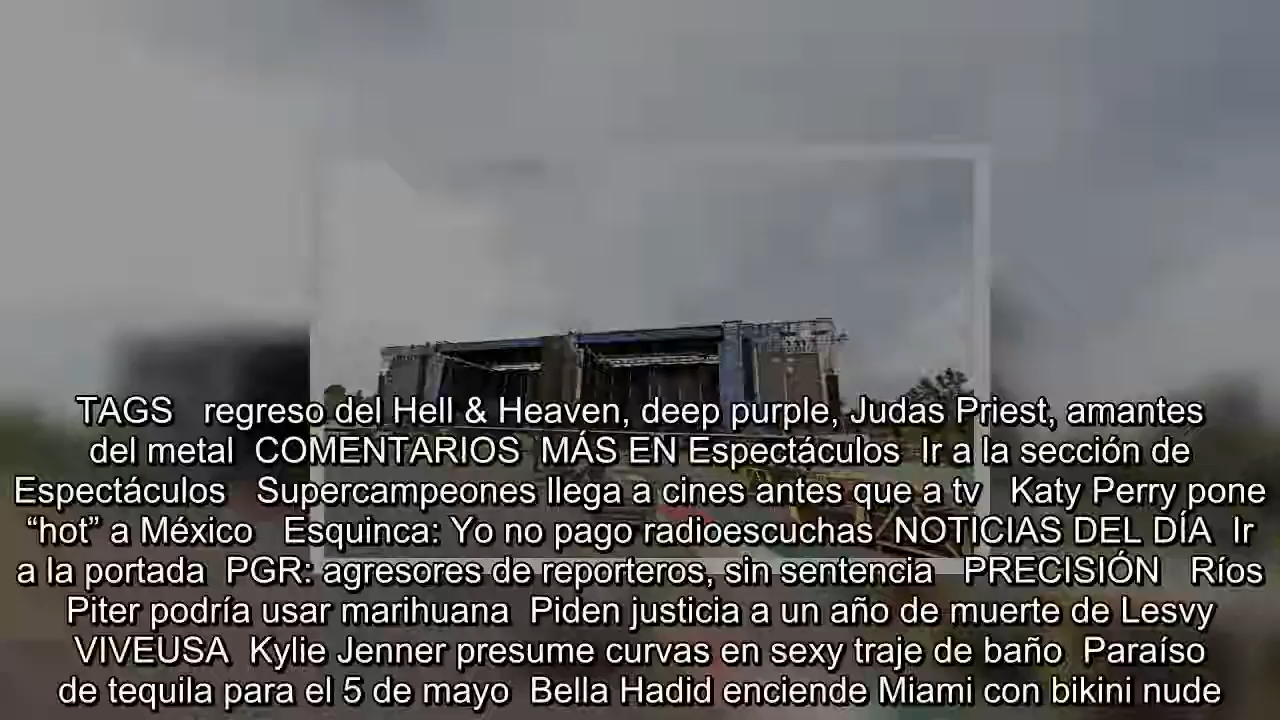 TAGS regreso del Hell & Heaven, deep purple, Judas Priest, amantes
del metal COMENTARIOS MÁS EN Espectáculos Ir a la sección de
Espectáculos Supercampeones llega a cines antes que a tv Katy Perry pone
“hot” a México Esquinca: Yo no pago radioescuchas NOTICIAS DEL DÍA Ir
a la portada PGR: agresores de reporteros, sin sentencia PRECISIÓN Ríos
Piter podría usar marihuana Piden justicia a un año de muerte de Lesvy
VIVEUSA Kylie Jenner presume curvas en sexy traje de baño Paraíso
de tequila para el 5 de mayo Bella Hadid enciende Miami con bikini nude